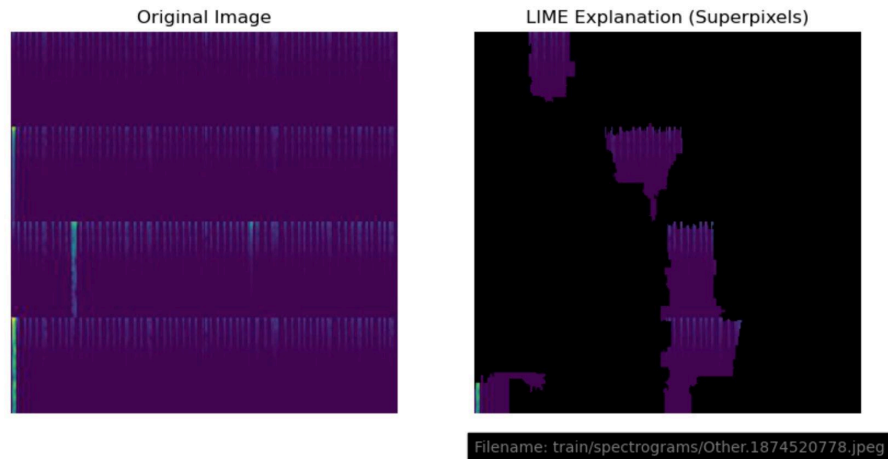 Original Image
LIME Explanation (Superpixels)
Filename: train/spectrograms/Other.1874520778.jpeg